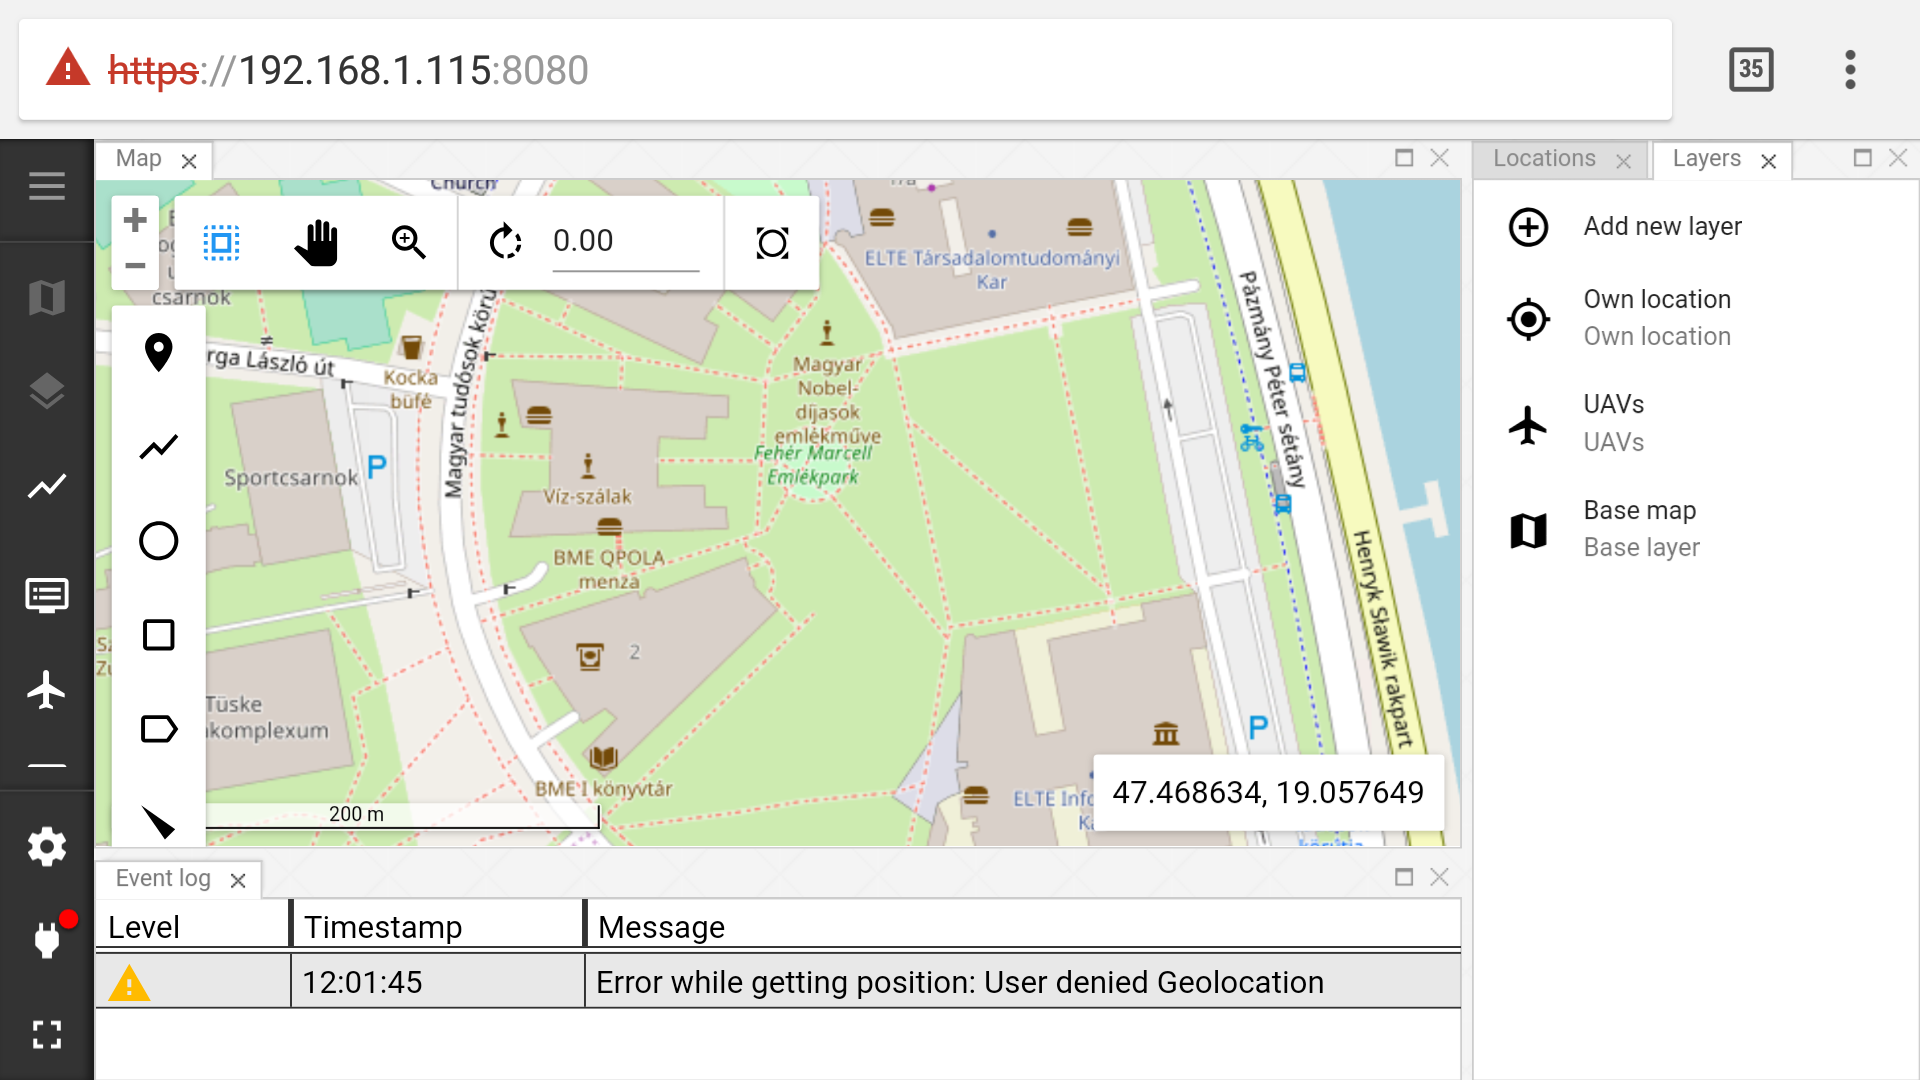 https://192.168.1.115:8080
35
Map
Locations
Layers
Church
0.00
csarnok
ELTE Társadalomtudományi
Kar
rga László út
Kocka
büfé
Magyar tudósok körú
Magyar
Nobel-
díjasok
emlékműve
Fehér Marcell
Emlékpark
Pázmány Péter sétány
Sportcsarnok
P
Víz-szálak
BME QPOLA
menza
2
Henryk Sławik rakpart
Tüske
komplexum
P
BME I könyvtár
ELTE Info
200 m
47.468634, 19.057649
Add new layer
Own location
Own location
UAVs
UAVs
Base map
Base layer
Event log
Level
Timestamp
Message
12:01:45
Error while getting position: User denied Geolocation